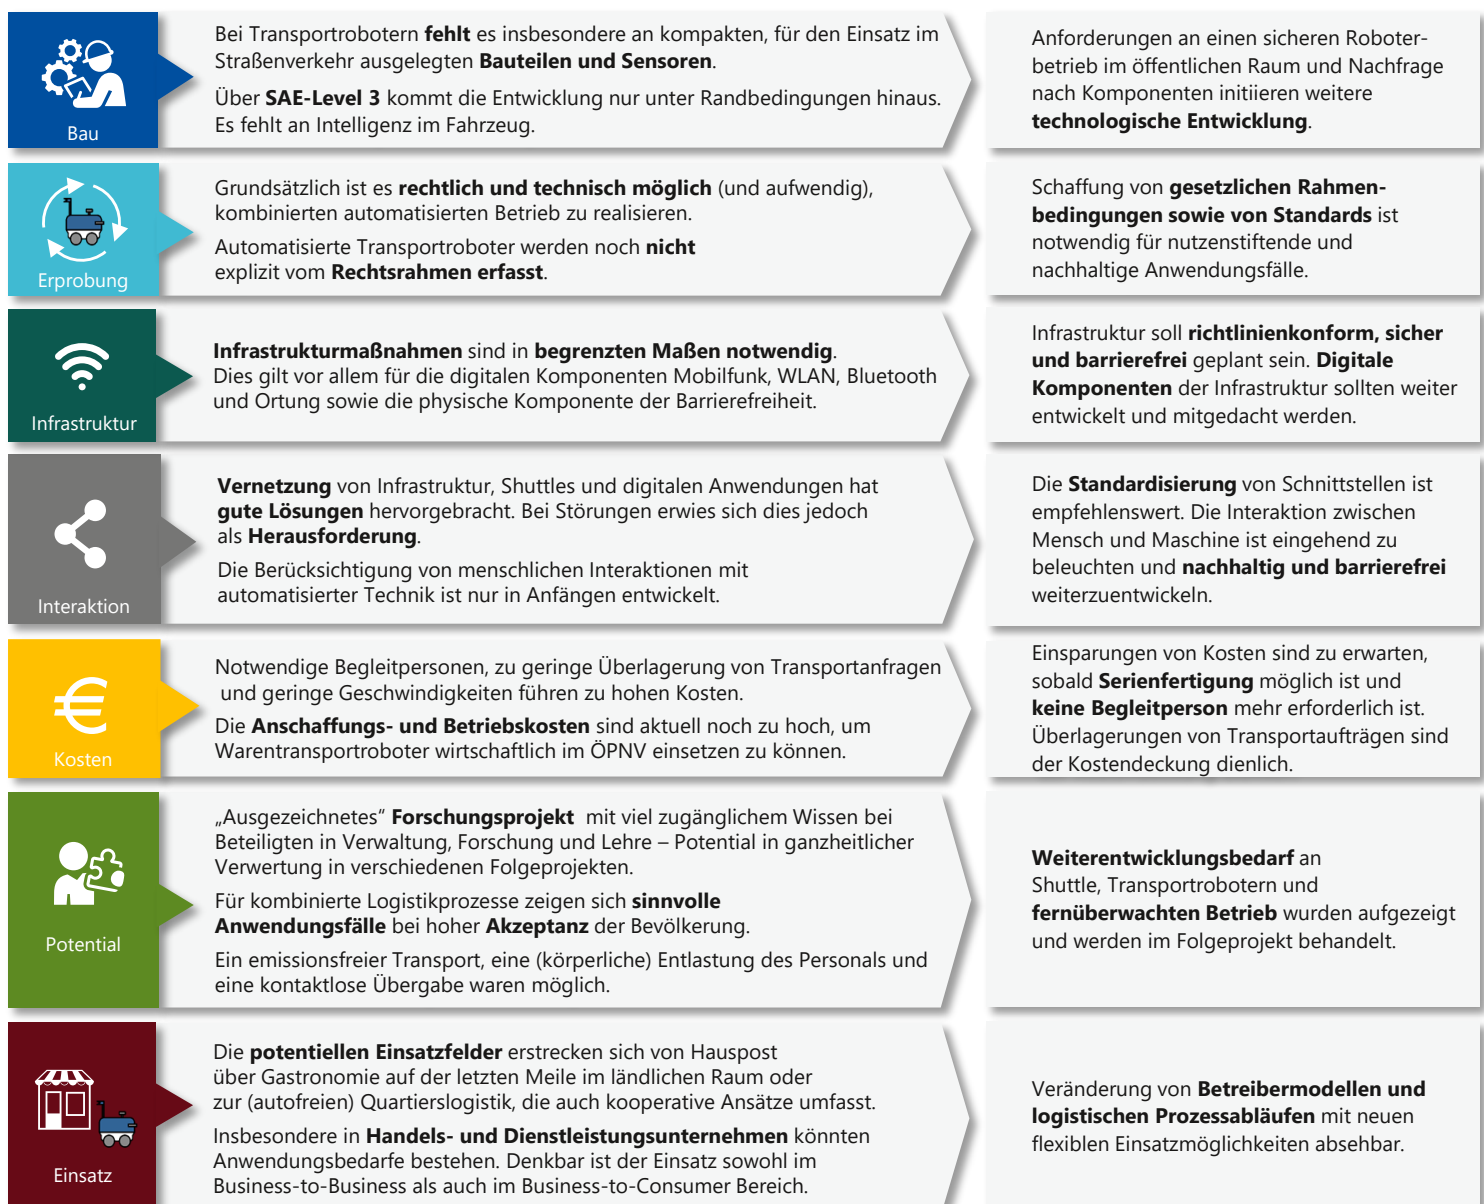 Bau
Bei Transportrobotern fehlt es insbesondere an kompakten, für den Einsatz im
Straßenverkehr ausgelegten Bauteilen und Sensoren.
Über SAE-Level 3 kommt die Entwicklung nur unter Randbedingungen hinaus.
Es fehlt an Intelligenz im Fahrzeug.
Anforderungen an einen sicheren Roboter-
betrieb im öffentlichen Raum und Nachfrage
nach Komponenten initiieren weitere
technologische Entwicklung.
Erprobung
Grundsätzlich ist es rechtlich und technisch möglich (und aufwendig),
kombinierten automatisierten Betrieb zu realisieren.
Automatisierte Transportroboter werden noch nicht
explizit vom Rechtsrahmen erfasst.
Schaffung von gesetzlichen Rahmen-
bedingungen sowie von Standards ist
notwendig für nutzenstiftende und
nachhaltige Anwendungsfälle.
Infrastruktur
Infrastrukturmaßnahmen sind in begrenzten Maßen notwendig.
Dies gilt vor allem für die digitalen Komponenten Mobilfunk, WLAN, Bluetooth
und Ortung sowie die physische Komponente der Barrierefreiheit.
Infrastruktur soll richtlinienkonform, sicher
und barrierefrei geplant sein. Digitale
Komponenten der Infrastruktur sollten weiter
entwickelt und mitgedacht werden.
Interaktion
Vernetzung von Infrastruktur, Shuttles und digitalen Anwendungen hat
gute Lösungen hervorgebracht. Bei Störungen erwies sich dies jedoch
als Herausforderung.
Die Berücksichtigung von menschlichen Interaktionen mit
automatisierter Technik ist nur in Anfängen entwickelt.
Die Standardisierung von Schnittstellen ist
empfehlenswert. Die Interaktion zwischen
Mensch und Maschine ist eingehend zu
beleuchten und nachhaltig und barrierefrei
weiterzuentwickeln.
Kosten
Notwendige Begleitpersonen, zu geringe Überlagerung von Transportanfragen
und geringe Geschwindigkeiten führen zu hohen Kosten.
Die Anschaffungs- und Betriebskosten sind aktuell noch zu hoch, um
Warentransportroboter wirtschaftlich im ÖPNV einsetzen zu können.
Einsparungen von Kosten sind zu erwarten,
sobald Serienfertigung möglich ist und
keine Begleitperson mehr erforderlich ist.
Überlagerungen von Transportaufträgen sind
der Kostendeckung dienlich.
Potential
„Ausgezeichnetes“ Forschungsprojekt mit viel zugänglichem Wissen bei
Beteiligten in Verwaltung, Forschung und Lehre – Potential in ganzheitlicher
Verwertung in verschiedenen Folgeprojekten.
Für kombinierte Logistikprozesse zeigen sich sinnvolle
Anwendungsfälle bei hoher Akzeptanz der Bevölkerung.
Ein emissionsfreier Transport, eine (körperliche) Entlastung des Personals und
eine kontaktlose Übergabe waren möglich.
Weiterentwicklungsbedarf an
Shuttle, Transportrobotern und
fernüberwachten Betrieb wurden aufgezeigt
und werden im Folgeprojekt behandelt.
Einsatz
Die potentiellen Einsatzfelder erstrecken sich von Hauspost
über Gastronomie auf der letzten Meile im ländlichen Raum oder
zur (autofreien) Quartierslogistik, die auch kooperative Ansätze umfasst.
Insbesondere in Handels- und Dienstleistungsunternehmen könnten
Anwendungsbedarfe bestehen. Denkbar ist der Einsatz sowohl im
Business-to-Business als auch im Business-to-Consumer Bereich.
Veränderung von Betreibermodellen und
logistischen Prozessabläufen mit neuen
flexiblen Einsatzmöglichkeiten absehbar.